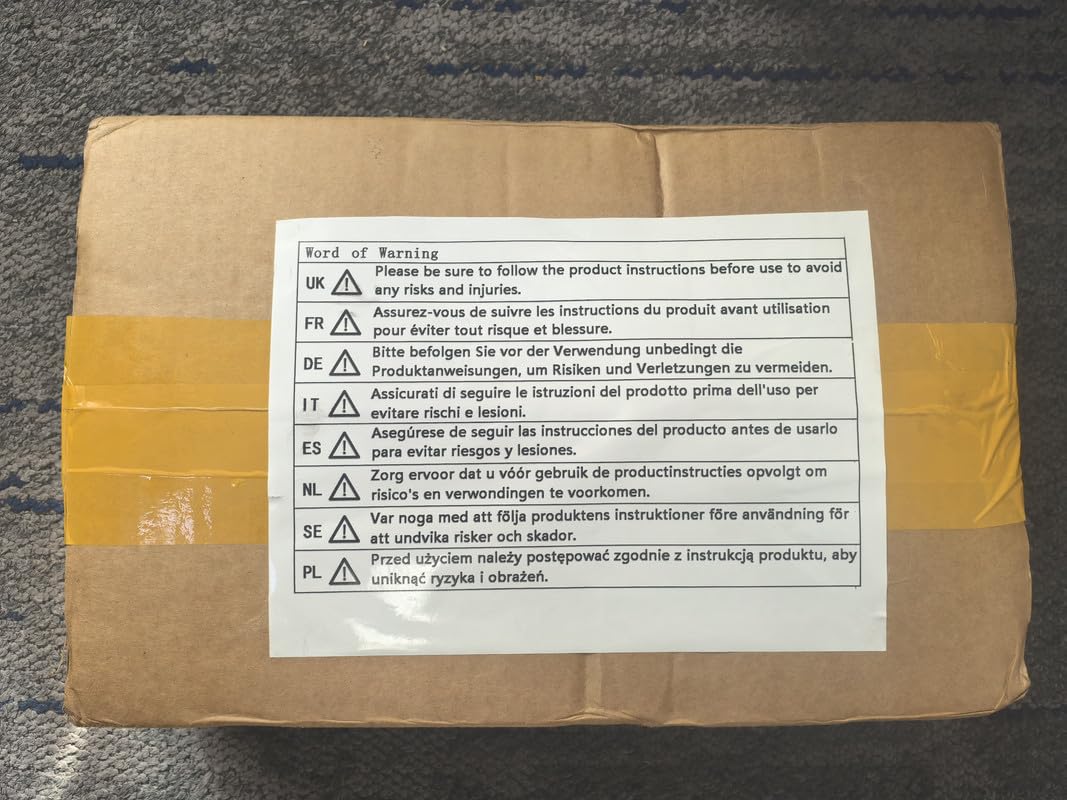 Word of Warning
UK Please be sure to follow the product instructions before use to avoid
any risks and injuries.
FR Assurez-vous de suivre les instructions du produit avant utilisation
pour éviter tout risque et blessure.
DE Bitte befolgen Sie vor der Verwendung unbedingt die
Produktanweisungen, um Risiken und Verletzungen zu vermeiden.
IT Assicurati di seguire le istruzioni del prodotto prima dell'uso per
evitare rischi e lesioni.
ES Asegúrese de seguir las instrucciones del producto antes de usarlo
para evitar riesgos y lesiones.
NL Zorg ervoor dat u vóór gebruik de productinstructies opvolgt om
risico's en verwondingen te voorkomen.
SE Var noga med att följa produktens instruktioner före användning för
att undvika risker och skador.
PL Przed użyciem należy postępować zgodnie z instrukcją produktu, aby
uniknąć ryzyka i obrażeń.